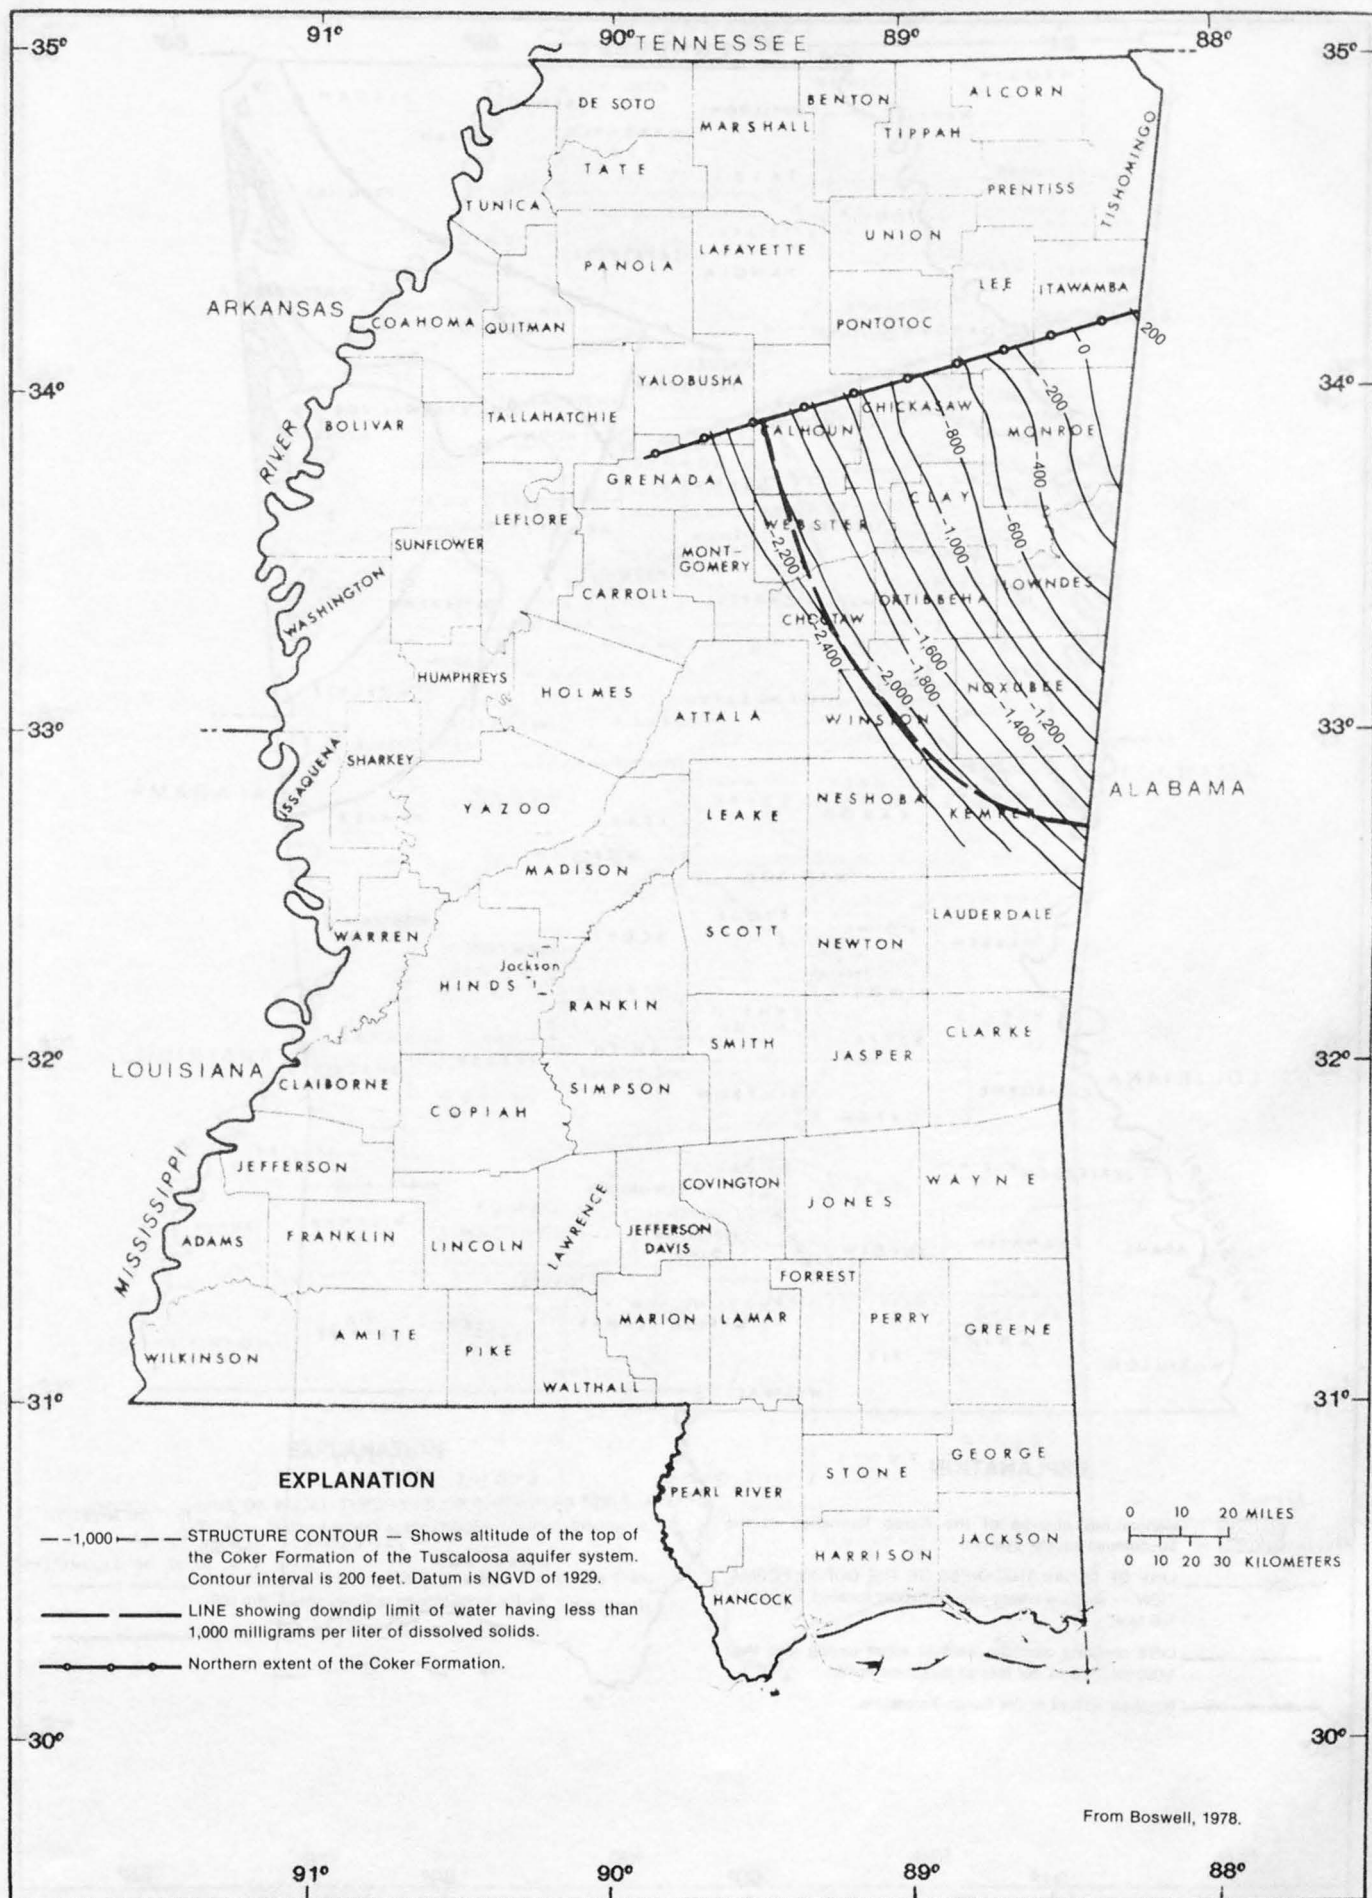 91° 90° 89° 88°
35° TENNESSEE 35°
DE SOTO
BENTON
ALCORN
MARSHALL
TIPPAH
TISHOMINGO
TATE
PRENTISS
TUNICA
UNION
LAFAYETTE
PANOLA
LEE
ITAWAMBA
ARKANSAS
COAHOMA
QUITMAN
PONTOTOC
200
0
34° 34°
YALOBUSHA
-200
CHICKASAW
BOLIVAR
TALLAHATCHIE
CALHOUN
-800
MONROE
RIVER
GRENADA
-400
CLAY
LEFLORE
WEBSTER
-600
-1,000
SUNFLOWER
MONT-
GOMERY
-2,200
WASHINGTON
CARROLL
OKTIBBEHA
LOWNDES
CHOCTAW
-2,400
-1,600
HUMPHREYS
HOLMES
-2,000
-1,800
NOXUBEE
ATTALA
WINSTON
-1,400
-1,200
33° 33°
ISSAQUENA
SHARKEY
ALABAMA
YAZOO
LEAKE
NESHOBA
KEMPER
MADISON
WARREN
SCOTT
NEWTON
LAUDERDALE
Jackson
HINDS
RANKIN
SMITH
JASPER
CLARKE
32° 32°
LOUISIANA
CLAIBORNE
COPIAH
SIMPSON
JEFFERSON
COVINGTON
JONES
WAYNE
MISSISSIPPI
ADAMS
FRANKLIN
LINCOLN
LAWRENCE
JEFFERSON
DAVIS
FORREST
MARION
LAMAR
PERRY
GREENE
WILKINSON
AMITE
PIKE
WALTHALL
31° 31°
GEORGE
STONE
PEARL RIVER
JACKSON
HARRISON
HANCOCK
EXPLANATION
-1,000 STRUCTURE CONTOUR — Shows altitude of the top of
the Coker Formation of the Tuscaloosa aquifer system.
Contour interval is 200 feet. Datum is NGVD of 1929.
LINE showing downdip limit of water having less than
1,000 milligrams per liter of dissolved solids.
Northern extent of the Coker Formation.
0 10 20 MILES
0 10 20 30 KILOMETERS
30° 30°
From Boswell, 1978.
91° 90° 89° 88°